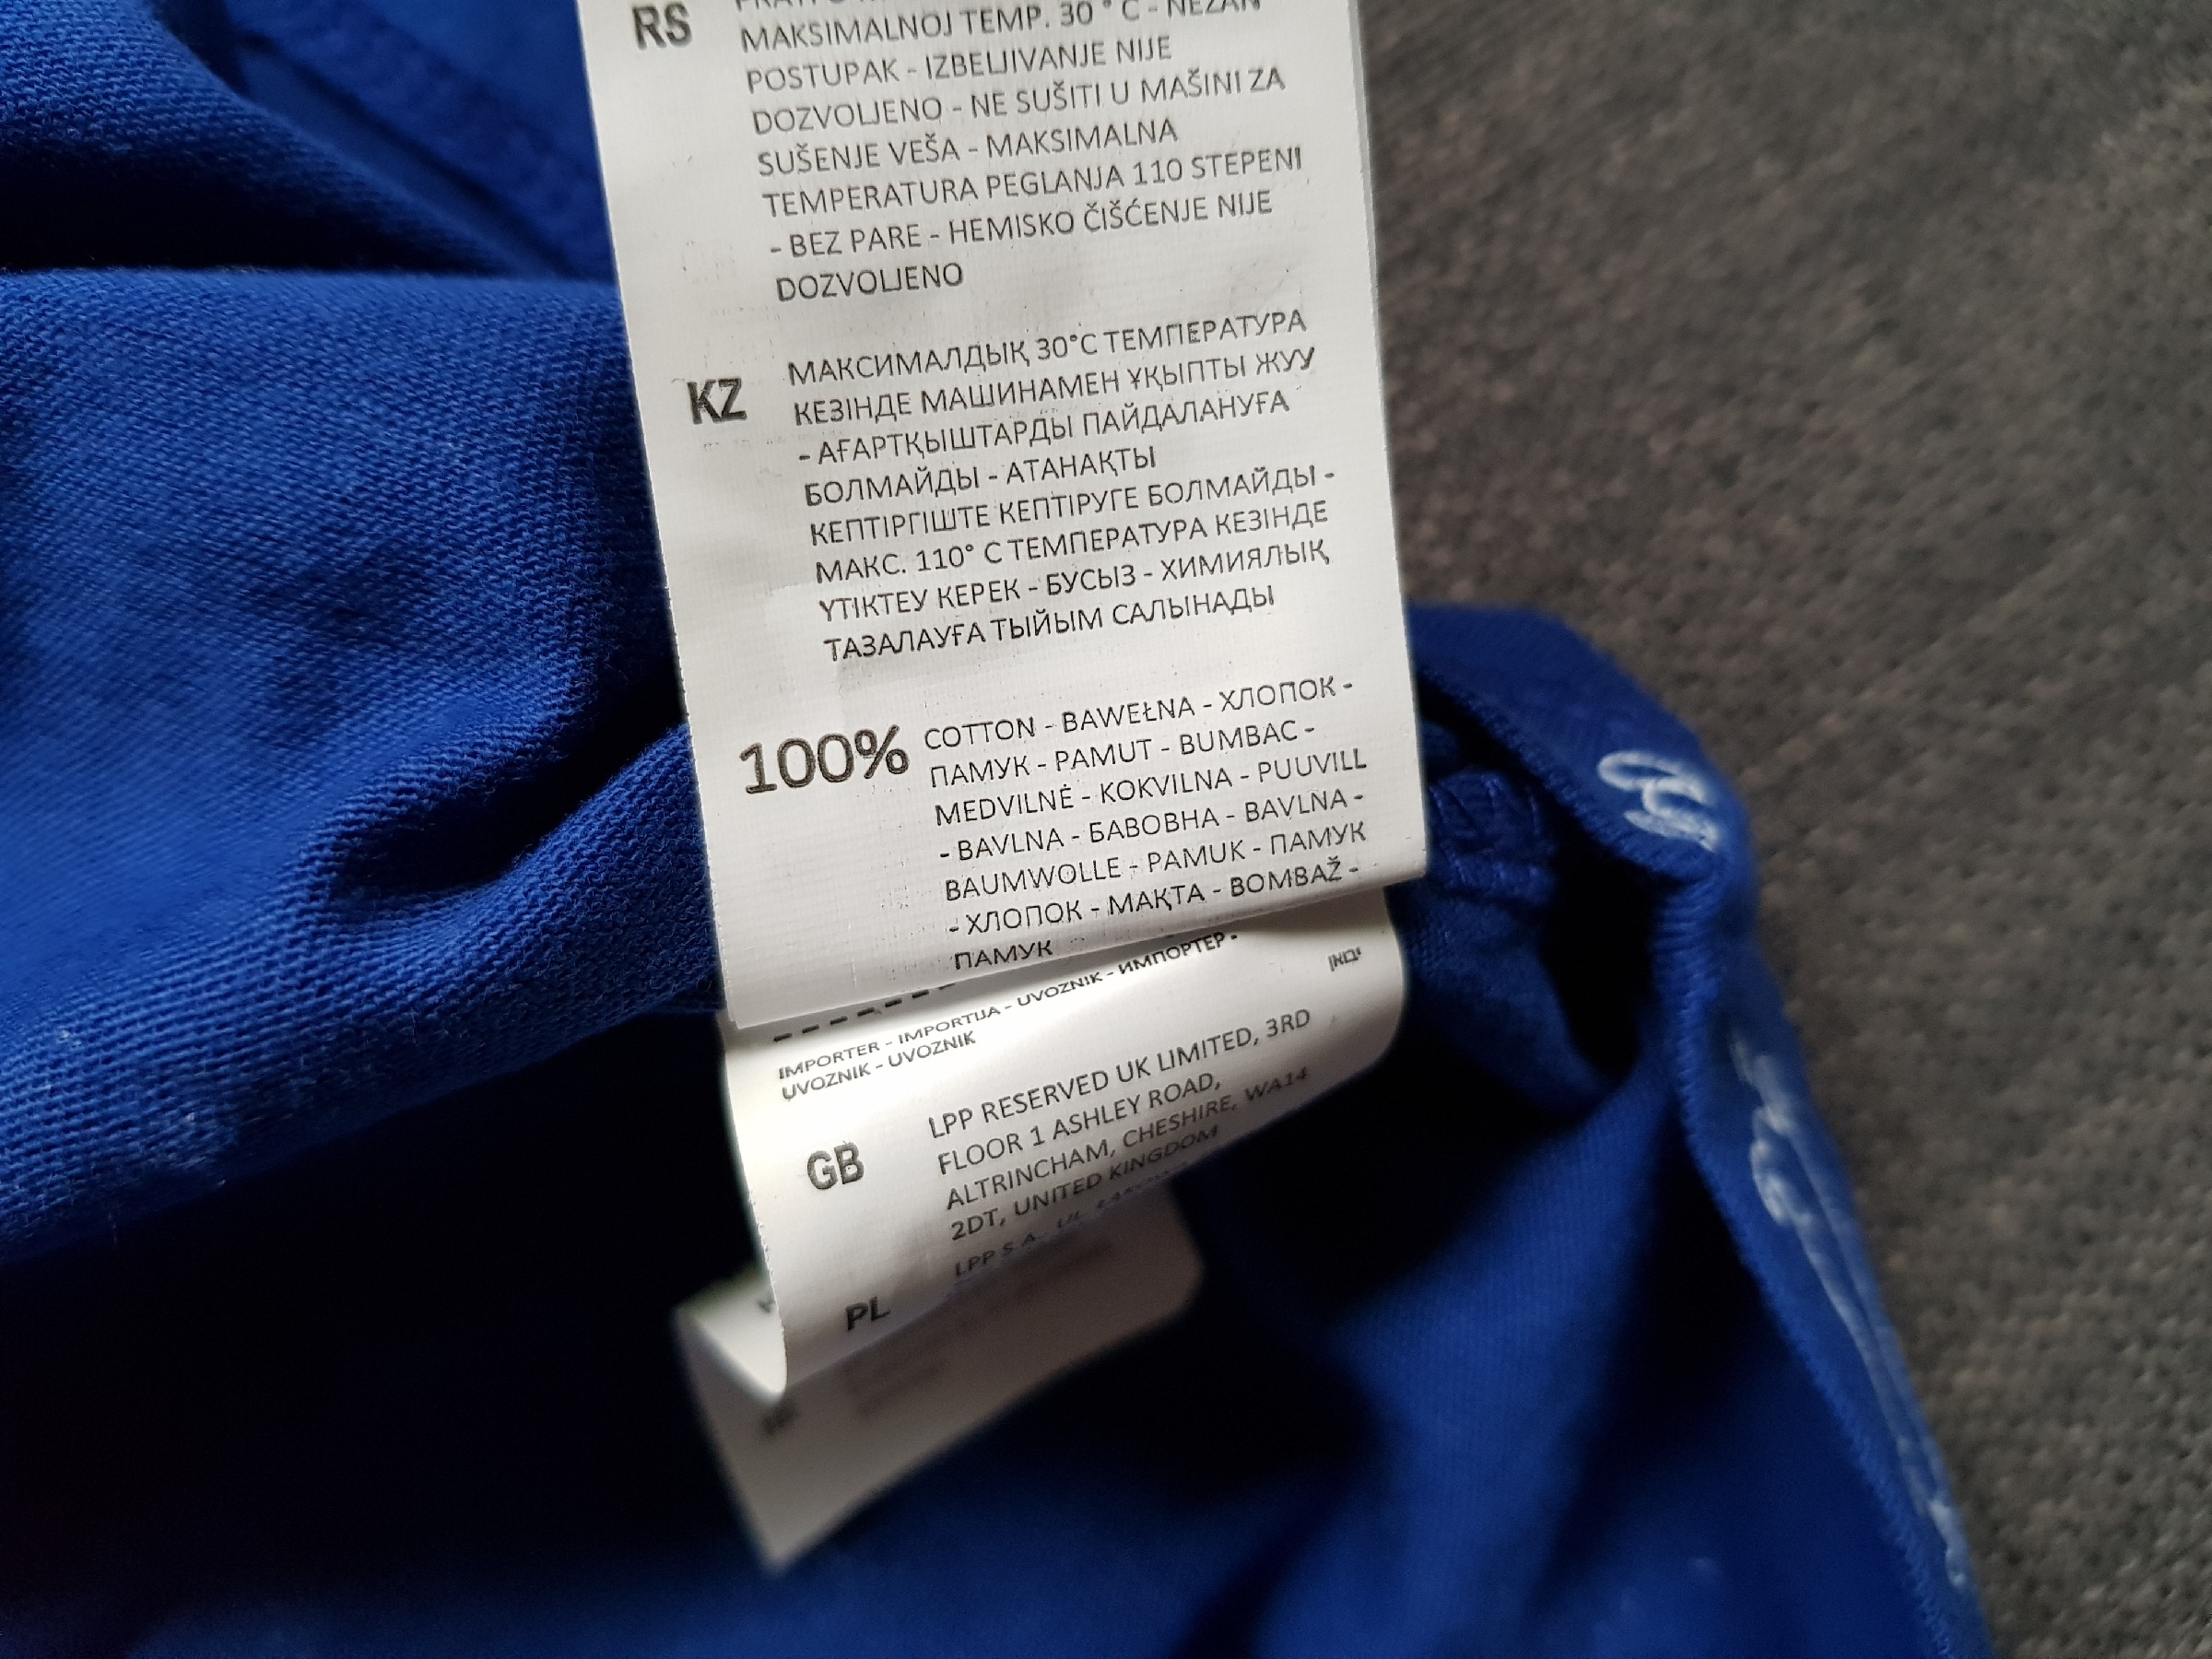 RS
MAKSIMALNOJ TEMP. 30 ° C - NEŽAN
POSTUPAK - IZBELJIVANJE NIJE
DOZVOLJENO - NE SUŠITI U MAŠINI ZA
SUŠENJE VEŠA - MAKSIMALNA
TEMPERATURA PEGLANJA 110 STEPENI
- BEZ PARE - HEMISKO ČIŠĆENJE NIJE
DOZVOLJENO
KZ
МАКСИМАЛДЫҚ 30°C ТЕМПЕРАТУРА
КЕЗІНДЕ МАШИНАМЕН ҰҚЫПТЫ ЖУУ
- АҒАРТҚЫШТАРДЫ ПАЙДАЛАНУҒА
БОЛМАЙДЫ - АТАНАҚТЫ
КЕПТІРГІШТЕ КЕПТІРУГЕ БОЛМАЙДЫ -
МАКС. 110° C ТЕМПЕРАТУРА КЕЗІНДЕ
ҮТІКТЕУ КЕРЕК - БУСЫЗ - ХИМИЯЛЫҚ
ТАЗАЛАУҒА ТЫЙЫМ САЛЫНАДЫ
100% COTTON - BAWEŁNA - ХЛОПОК -
ПАМУК - PAMUT - BUMBAC -
MEDVILNĖ - KOKVILNA - PUUVILL
- BAVLNA - БАВОВНА - BAVLNA -
BAUMWOLLE - PAMUK - ПАМУК
- ХЛОПОК - МАҚТА - BOMBAŽ -
ПАМУК
IMPORTER - IMPORTIJA - UVOZNIK - ИМПОРТЕР - יבואן
UVOZNIK - UVOZNIK
GB
LPP RESERVED UK LIMITED, 3RD
FLOOR 1 ASHLEY ROAD,
ALTRINCHAM, CHESHIRE, WA14
2DT, UNITED KINGDOM
PL
LPP S.A. UL.